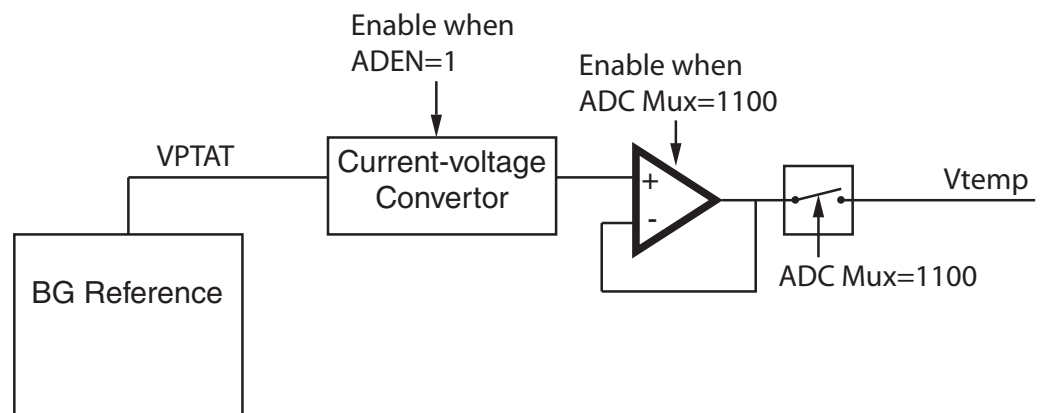 Enable when
ADEN=1
Enable when
ADC Mux=1100
VPTAT
Current-voltage
Convertor
+
-
Vtemp
ADC Mux=1100
BG Reference